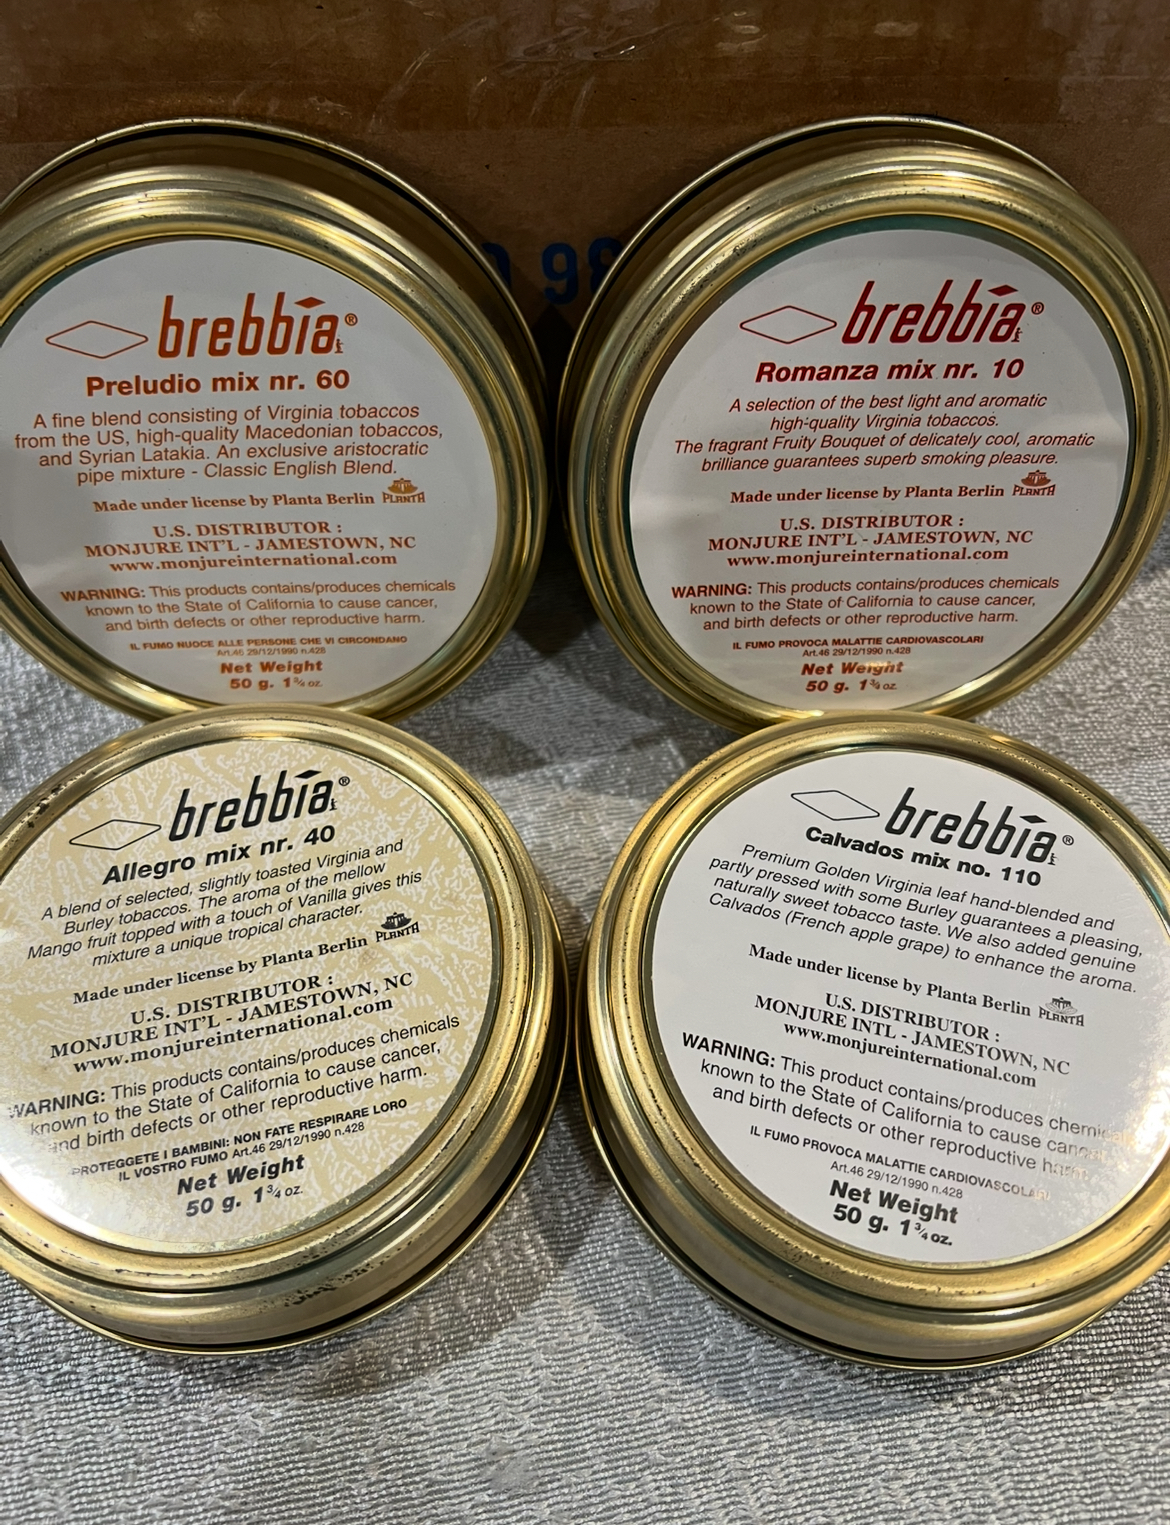 98
brebbia®
Preludio mix nr. 60
A fine blend consisting of Virginia tobaccos
from the US, high-quality Macedonian tobaccos,
and Syrian Latakia. An exclusive aristocratic
pipe mixture - Classic English Blend.
Made under license by Planta Berlin PLANTA
U.S. DISTRIBUTOR :
MONJURE INT'L - JAMESTOWN, NC
www.monjureinternational.com
WARNING: This products contains/produces chemicals
known to the State of California to cause cancer,
and birth defects or other reproductive harm.
IL FUMO NUOCE ALLE PERSONE CHE VI CIRCONDANO
Art.46 29/12/1990 n.428
Net Weight
50 g. 1 3/4 oz.
brebbia®
Romanza mix nr. 10
A selection of the best light and aromatic
high-quality Virginia tobaccos.
The fragrant Fruity Bouquet of delicately cool, aromatic
brilliance guarantees superb smoking pleasure.
Made under license by Planta Berlin PLANTA
U.S. DISTRIBUTOR :
MONJURE INT'L - JAMESTOWN, NC
www.monjureinternational.com
WARNING: This products contains/produces chemicals
known to the State of California to cause cancer,
and birth defects or other reproductive harm.
IL FUMO PROVOCA MALATTIE CARDIOVASCOLARI
Art.46 29/12/1990 n.428
Net Weight
50 g. 1 3/4 oz.
brebbia®
Allegro mix nr. 40
A blend of selected, slightly toasted Virginia and
Burley tobaccos. The aroma of the mellow
Mango fruit topped with a touch of Vanilla gives this
mixture a unique tropical character.
Made under license by Planta Berlin PLANTA
U.S. DISTRIBUTOR :
MONJURE INT'L - JAMESTOWN, NC
www.monjureinternational.com
WARNING: This products contains/produces chemicals
known to the State of California to cause cancer,
and birth defects or other reproductive harm.
PROTEGGETE I BAMBINI: NON FATE RESPIRARE LORO
IL VOSTRO FUMO Art.46 29/12/1990 n.428
Net Weight
50 g. 1 3/4 oz.
brebbia®
Calvados mix no. 110
Premium Golden Virginia leaf hand-blended and
partly pressed with some Burley guarantees a pleasing,
naturally sweet tobacco taste. We also added genuine
Calvados (French apple grape) to enhance the aroma.
Made under license by Planta Berlin PLANTA
U.S. DISTRIBUTOR :
MONJURE INTL - JAMESTOWN, NC
www.monjureinternational.com
WARNING: This product contains/produces chemicals
known to the State of California to cause cancer,
and birth defects or other reproductive harm.
IL FUMO PROVOCA MALATTIE CARDIOVASCOLARI
Art.46 29/12/1990 n.428
Net Weight
50 g. 1 3/4 oz.